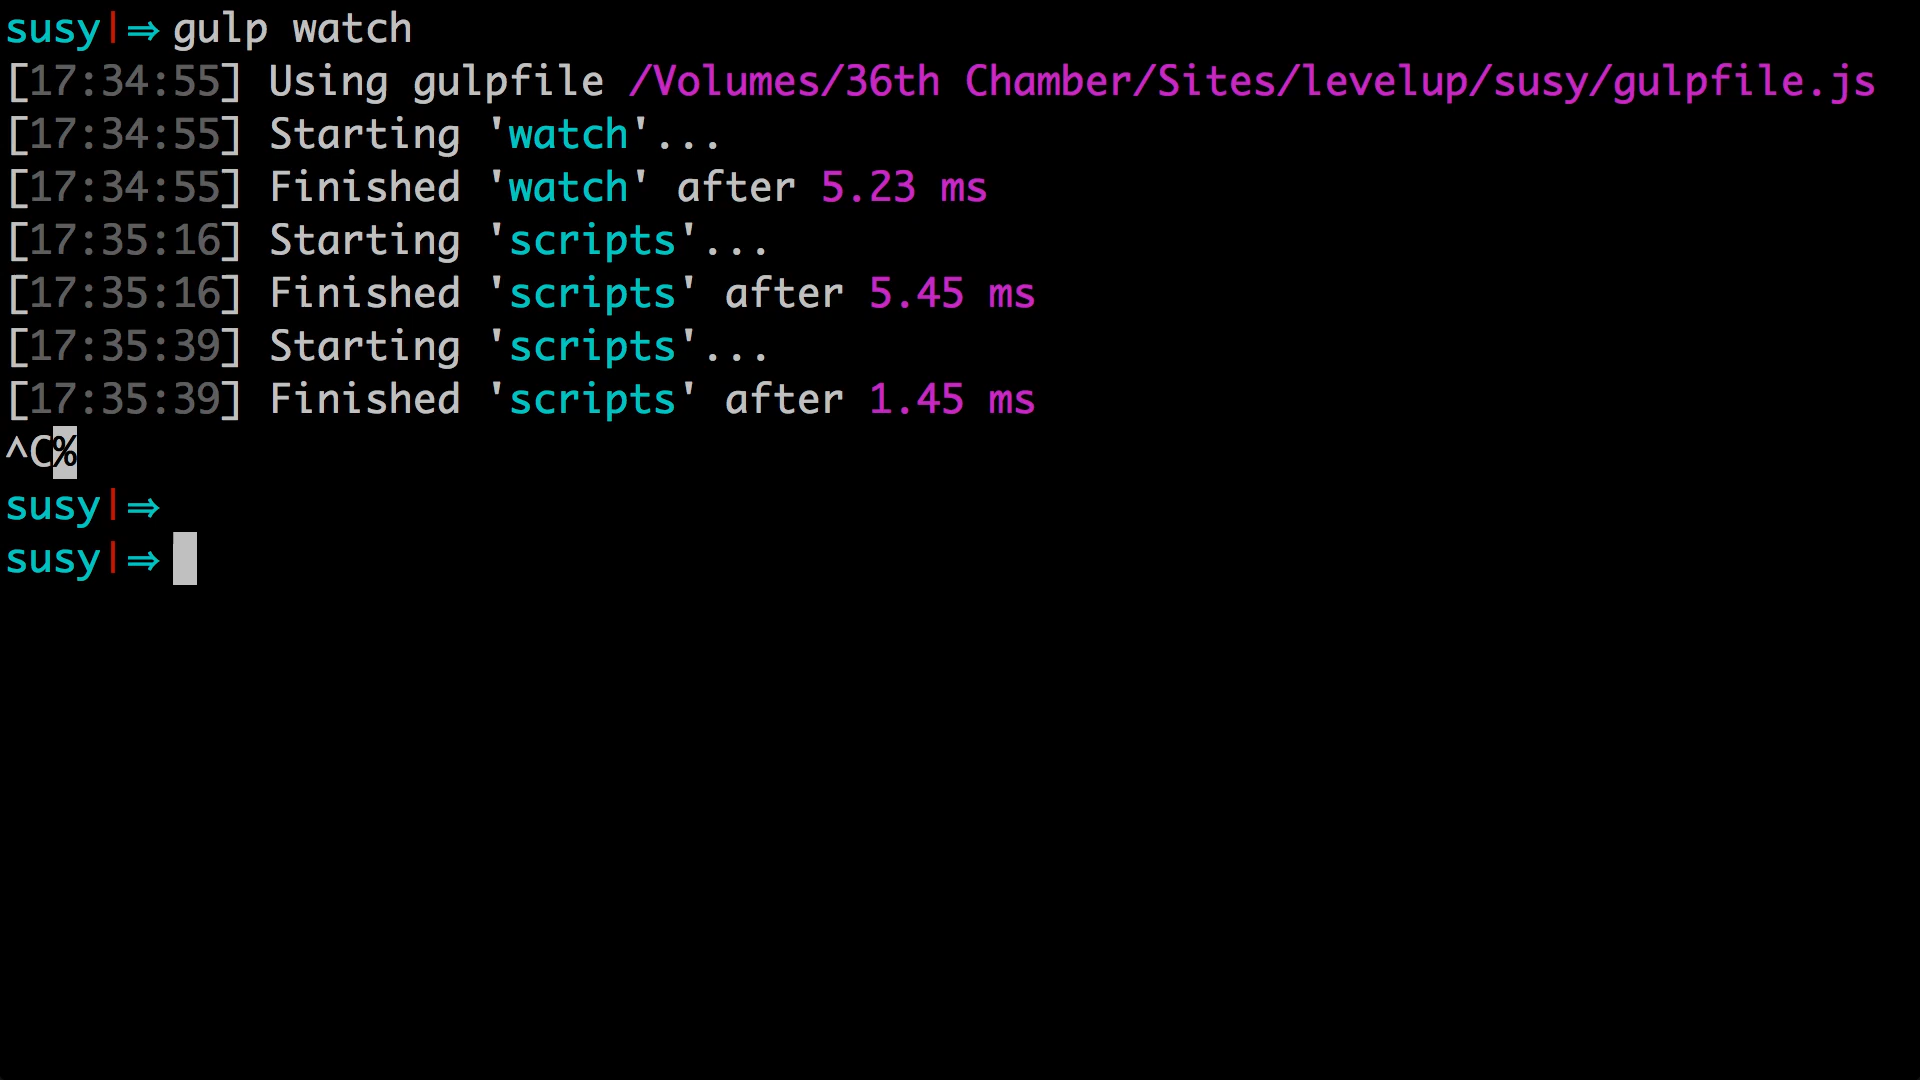 susy|⇒ gulp watch
[17:34:55] Using gulpfile /Volumes/36th Chamber/Sites/levelup/susy/gulpfile.js
[17:34:55] Starting 'watch'...
[17:34:55] Finished 'watch' after 5.23 ms
[17:35:16] Starting 'scripts'...
[17:35:16] Finished 'scripts' after 5.45 ms
[17:35:39] Starting 'scripts'...
[17:35:39] Finished 'scripts' after 1.45 ms
^C%
susy|⇒
susy|⇒